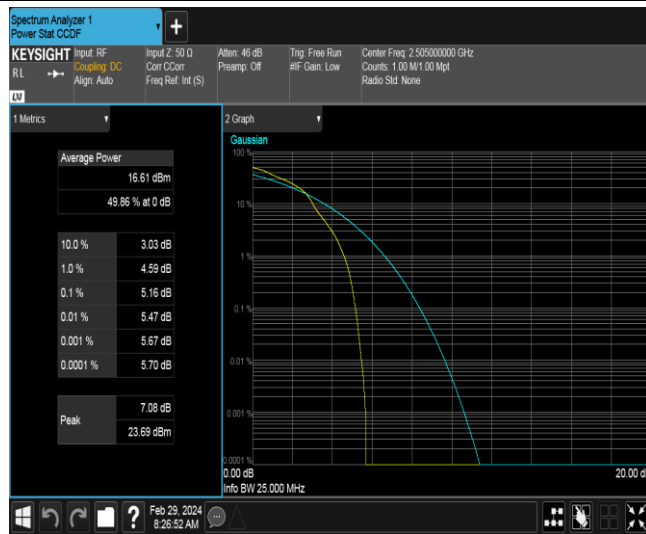 Spectrum Analyzer 1
Power Stat CCDF
+
KEYSIGHT
RL
LXI
Input: RF
Coupling: DC
Align: Auto
Input Z: 50 Ω
Corr CCorr
Freq Ref: Int (S)
Atten: 46 dB
Preamp: Off
Trig: Free Run
#IF Gain: Low
Center Freq: 2.505000000 GHz
Counts: 1.00 M/1.00 Mpt
Radio Std: None
1 Metrics
Average Power
16.61 dBm
49.86 % at 0 dB
10.0 % 3.03 dB
1.0 % 4.59 dB
0.1 % 5.16 dB
0.01 % 5.47 dB
0.001 % 5.67 dB
0.0001 % 5.70 dB
Peak
7.08 dB
23.69 dBm
2 Graph
Gaussian
100 %
10 %
1 %
0.1 %
0.01 %
0.001 %
0.0001 %
0.00 dB 20.00 d
Info BW 25.000 MHz
?
Feb 29, 2024
8:26:52 AM